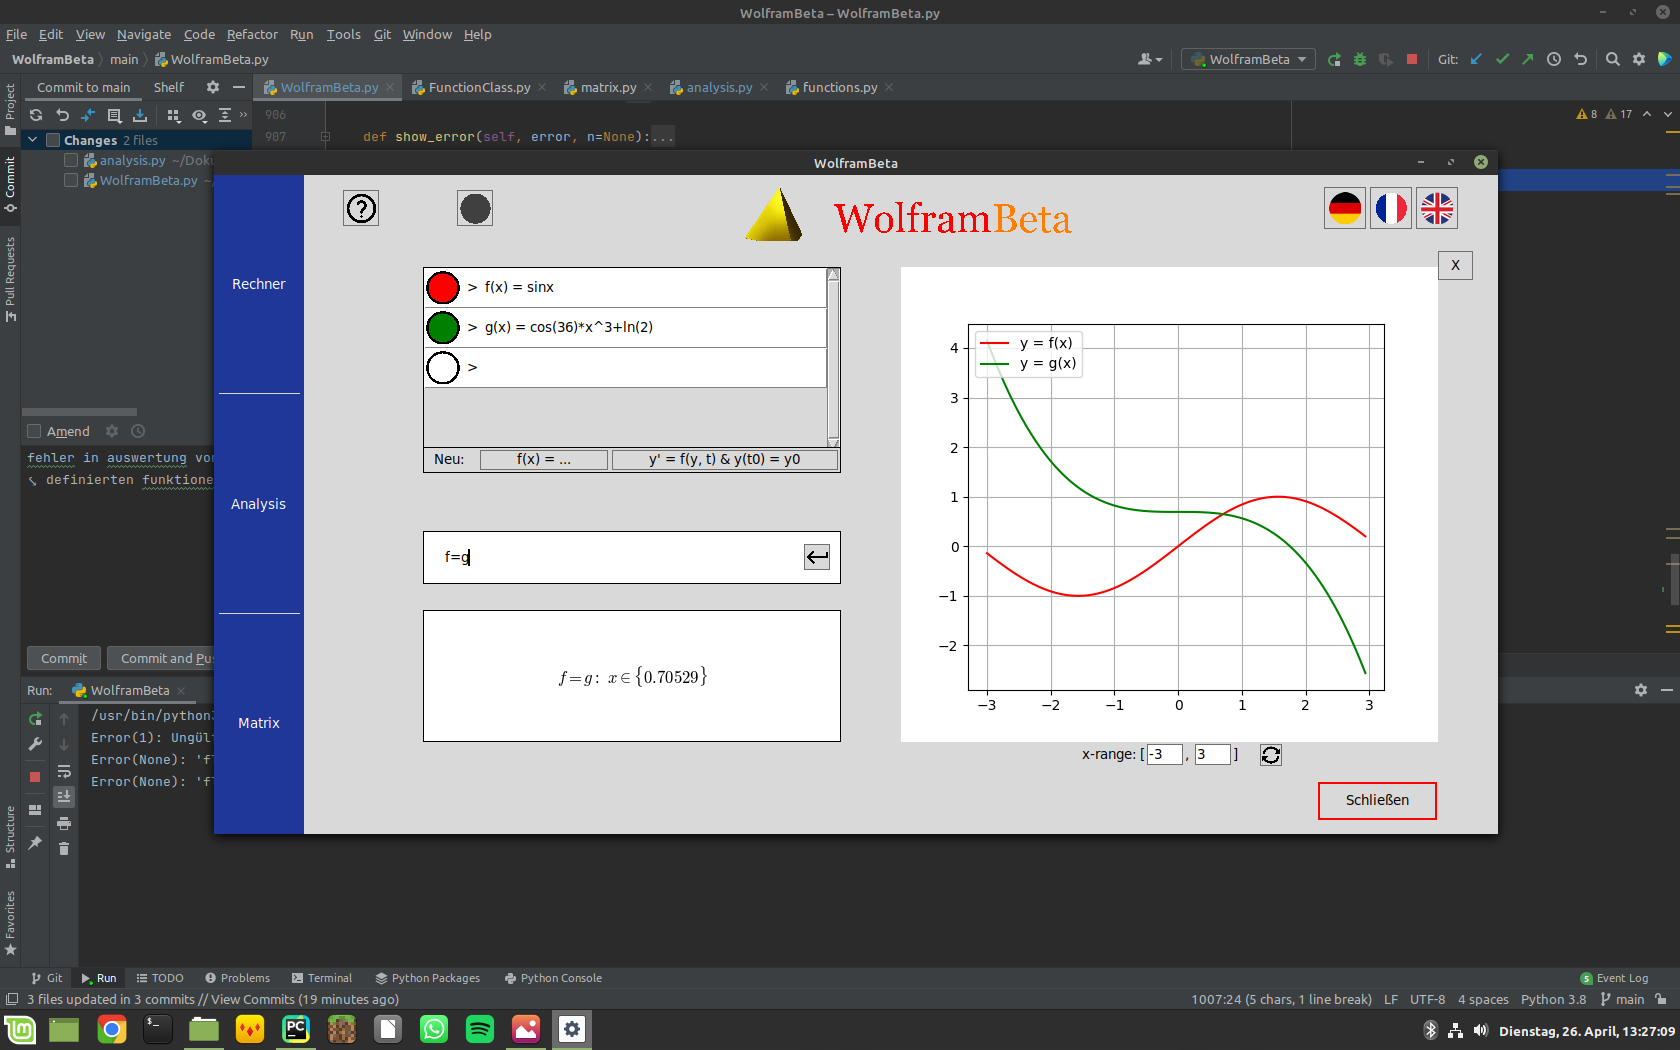 WolframBeta – WolframBeta.py
File Edit View Navigate Code Refactor Run Tools Git Window Help
WolframBeta main WolframBeta.py WolframBeta Git:
Project
Commit
Pull Requests
Structure
Favorites
Commit to main Shelf
WolframBeta.py FunctionClass.py matrix.py analysis.py functions.py
906
907 def show_error(self, error, n=None):...
8 17
Changes 2 files
analysis.py ~/Doku
WolframBeta.py ~
Amend
fehler in auswertung von
definierten funktione
Commit Commit and Pus
Run: WolframBeta
/usr/bin/python3
Error(1): Ungül
Error(None): 'f
Error(None): 'f
WolframBeta
Rechner
Analysis
Matrix
?
WolframBeta
X
> f(x) = sinx
> g(x) = cos(36)*x^3+ln(2)
>
Neu: f(x) = ... y' = f(y, t) & y(t0) = y0
f=g
f=g: x∈{0.70529}
y = f(x)
y = g(x)
4
3
2
1
0
−1
−2
−3 −2 −1 0 1 2 3
x-range: [ -3 , 3 ]
Schließen
Git Run TODO Problems Terminal Python Packages Python Console 5 Event Log
3 files updated in 3 commits // View Commits (19 minutes ago) 1007:24 (5 chars, 1 line break) LF UTF-8 4 spaces Python 3.8 main
PC
Dienstag, 26. April, 13:27:09